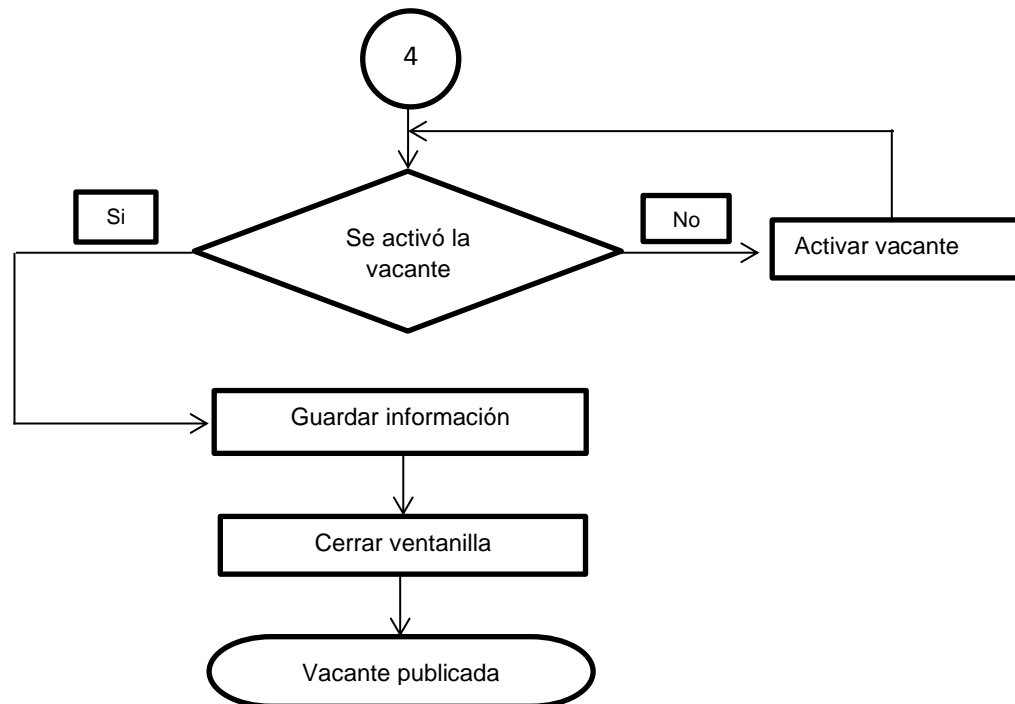 4
Si
No
Se activó la
vacante
Activar vacante
Guardar información
Cerrar ventanilla
Vacante publicada